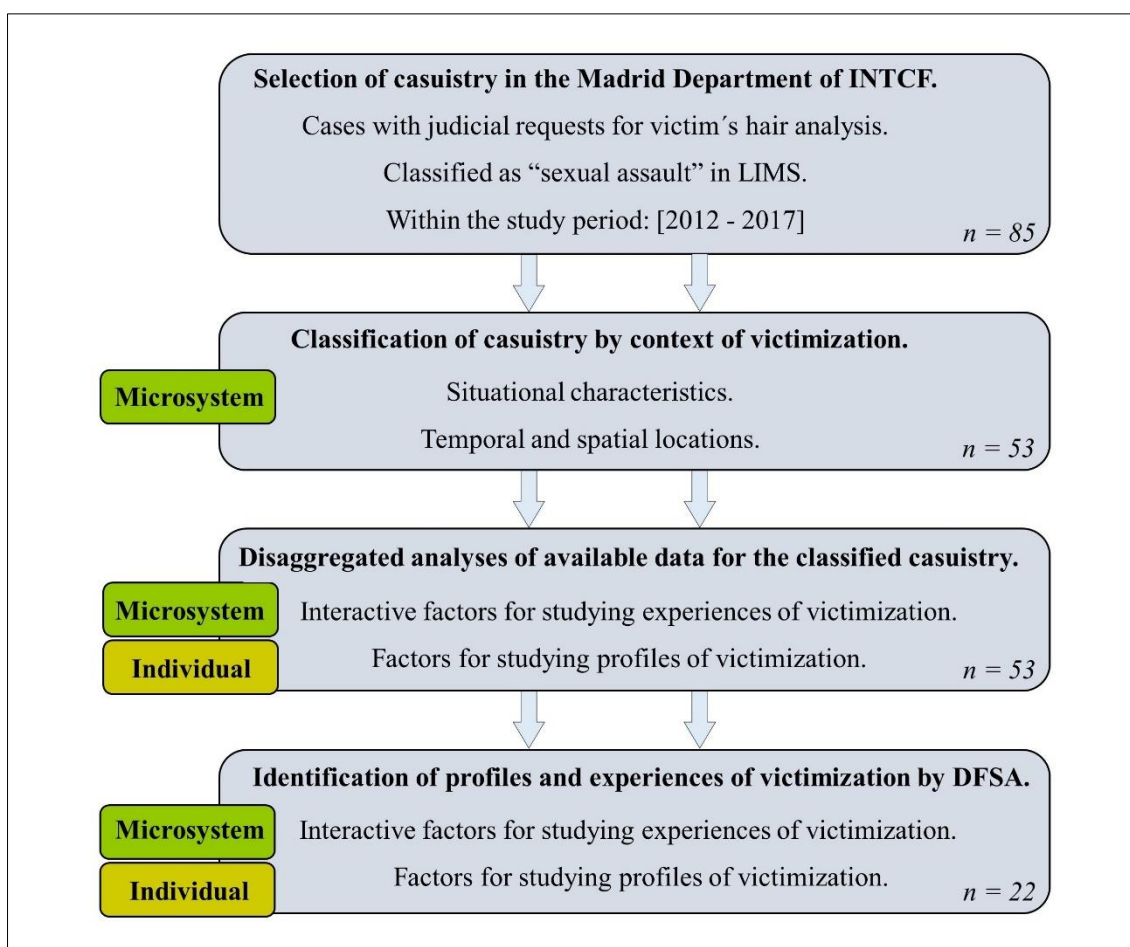 Selection of casuistry in the Madrid Department of INTCF.
Cases with judicial requests for victim´s hair analysis.
Classified as “sexual assault” in LIMS.
Within the study period: [2012 - 2017]
n = 85
Classification of casuistry by context of victimization.
Microsystem
Situational characteristics.
Temporal and spatial locations.
n = 53
Disaggregated analyses of available data for the classified casuistry.
Microsystem
Interactive factors for studying experiences of victimization.
Individual
Factors for studying profiles of victimization.
n = 53
Identification of profiles and experiences of victimization by DFSA.
Microsystem
Interactive factors for studying experiences of victimization.
Individual
Factors for studying profiles of victimization.
n = 22